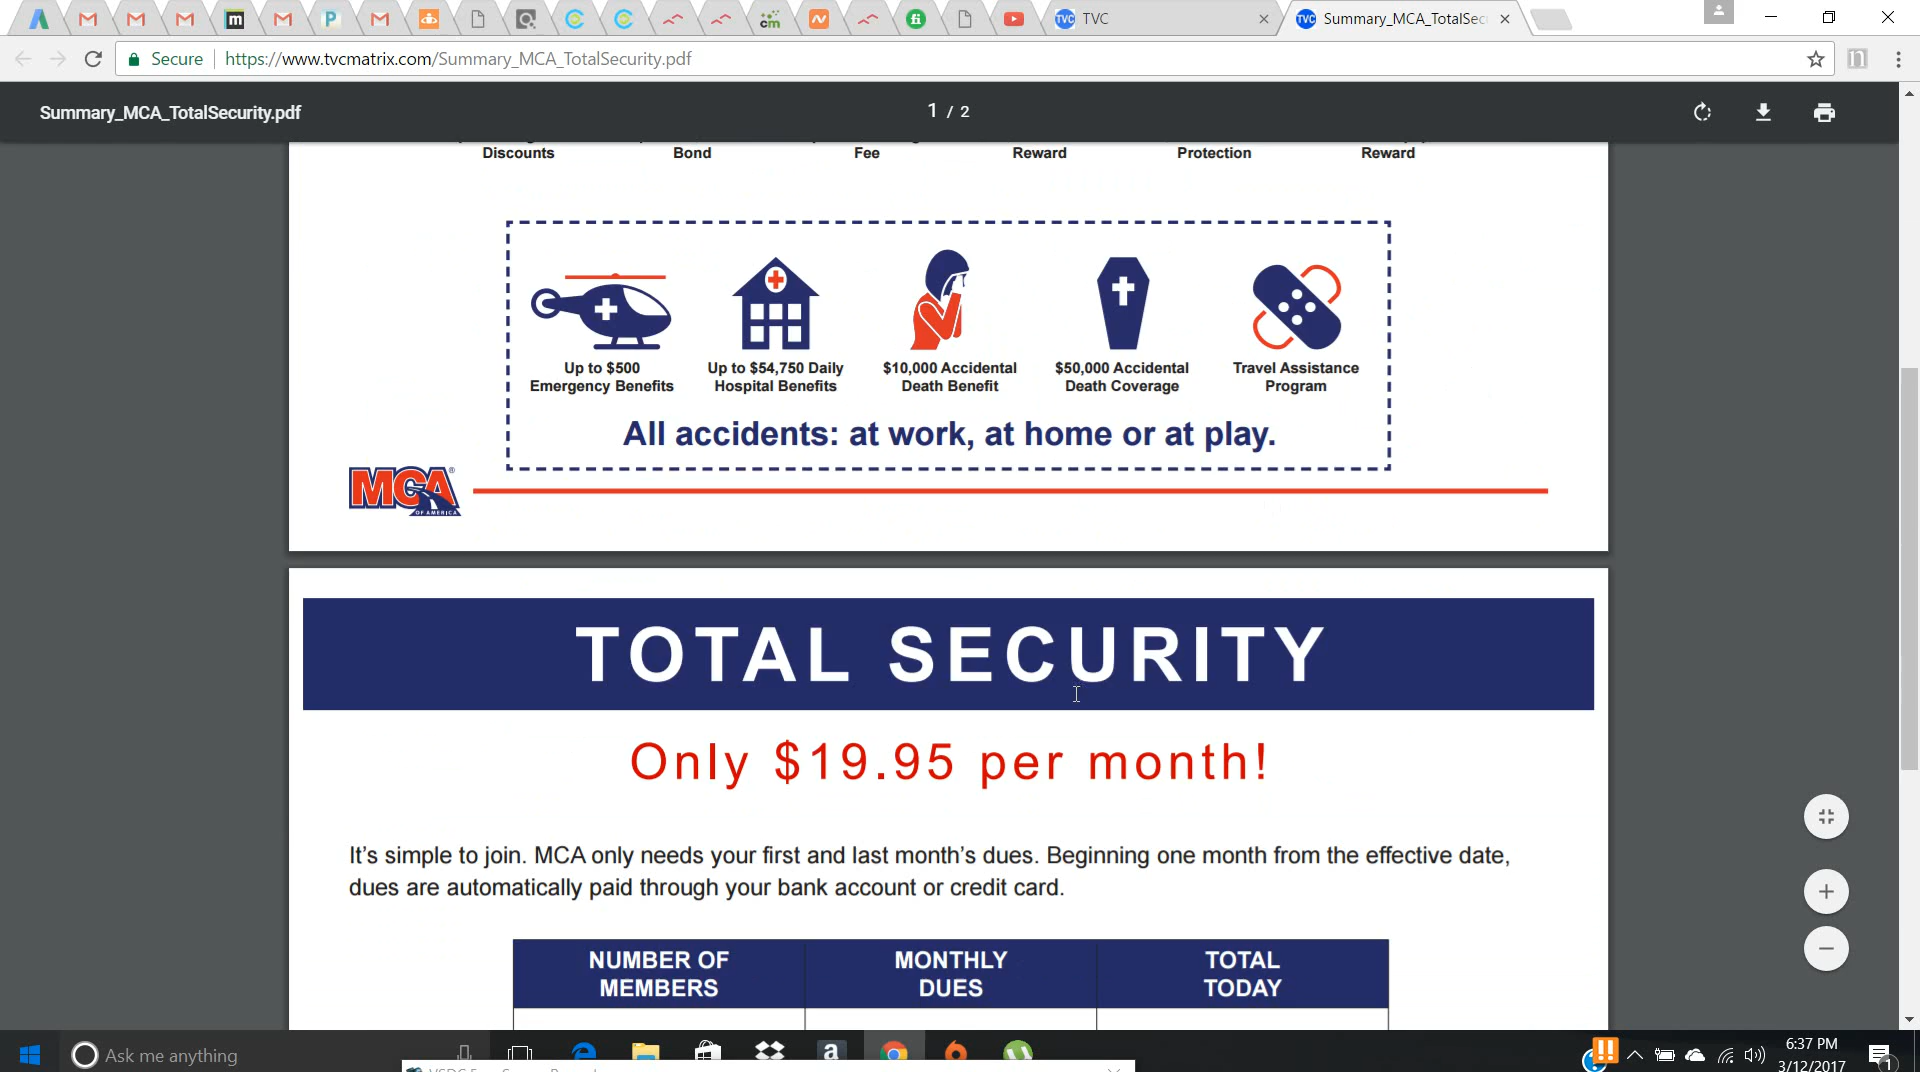 TVC TVC
TVC Summary_MCA_TotalSec
Secure https://www.tvcmatrix.com/Summary_MCA_TotalSecurity.pdf
Summary_MCA_TotalSecurity.pdf
1 / 2
Discounts Bond Fee Reward Protection Reward
Up to $500
Emergency Benefits
Up to $54,750 Daily
Hospital Benefits
$10,000 Accidental
Death Benefit
$50,000 Accidental
Death Coverage
Travel Assistance
Program
All accidents: at work, at home or at play.
MCA®
OF AMERICA
TOTAL SECURITY
Only $19.95 per month!
It's simple to join. MCA only needs your first and last month's dues. Beginning one month from the effective date,
dues are automatically paid through your bank account or credit card.
NUMBER OF
MEMBERS
MONTHLY
DUES
TOTAL
TODAY
Ask me anything
6:37 PM
3/12/2017
1